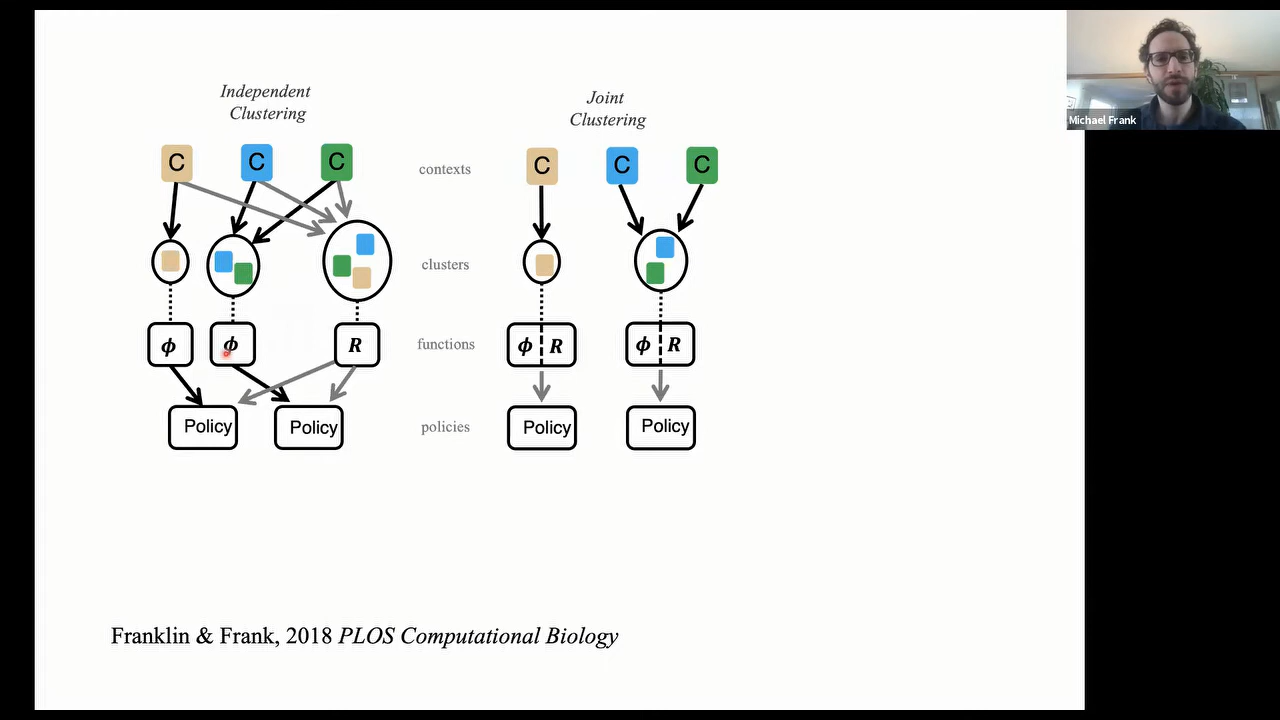 Independent
Clustering
Joint
Clustering
C
C
C
contexts
C
C
C
clusters
ϕ
ϕ
R
functions
ϕ
R
ϕ
R
Policy
Policy
policies
Policy
Policy
Franklin & Frank, 2018 PLOS Computational Biology
Michael Frank